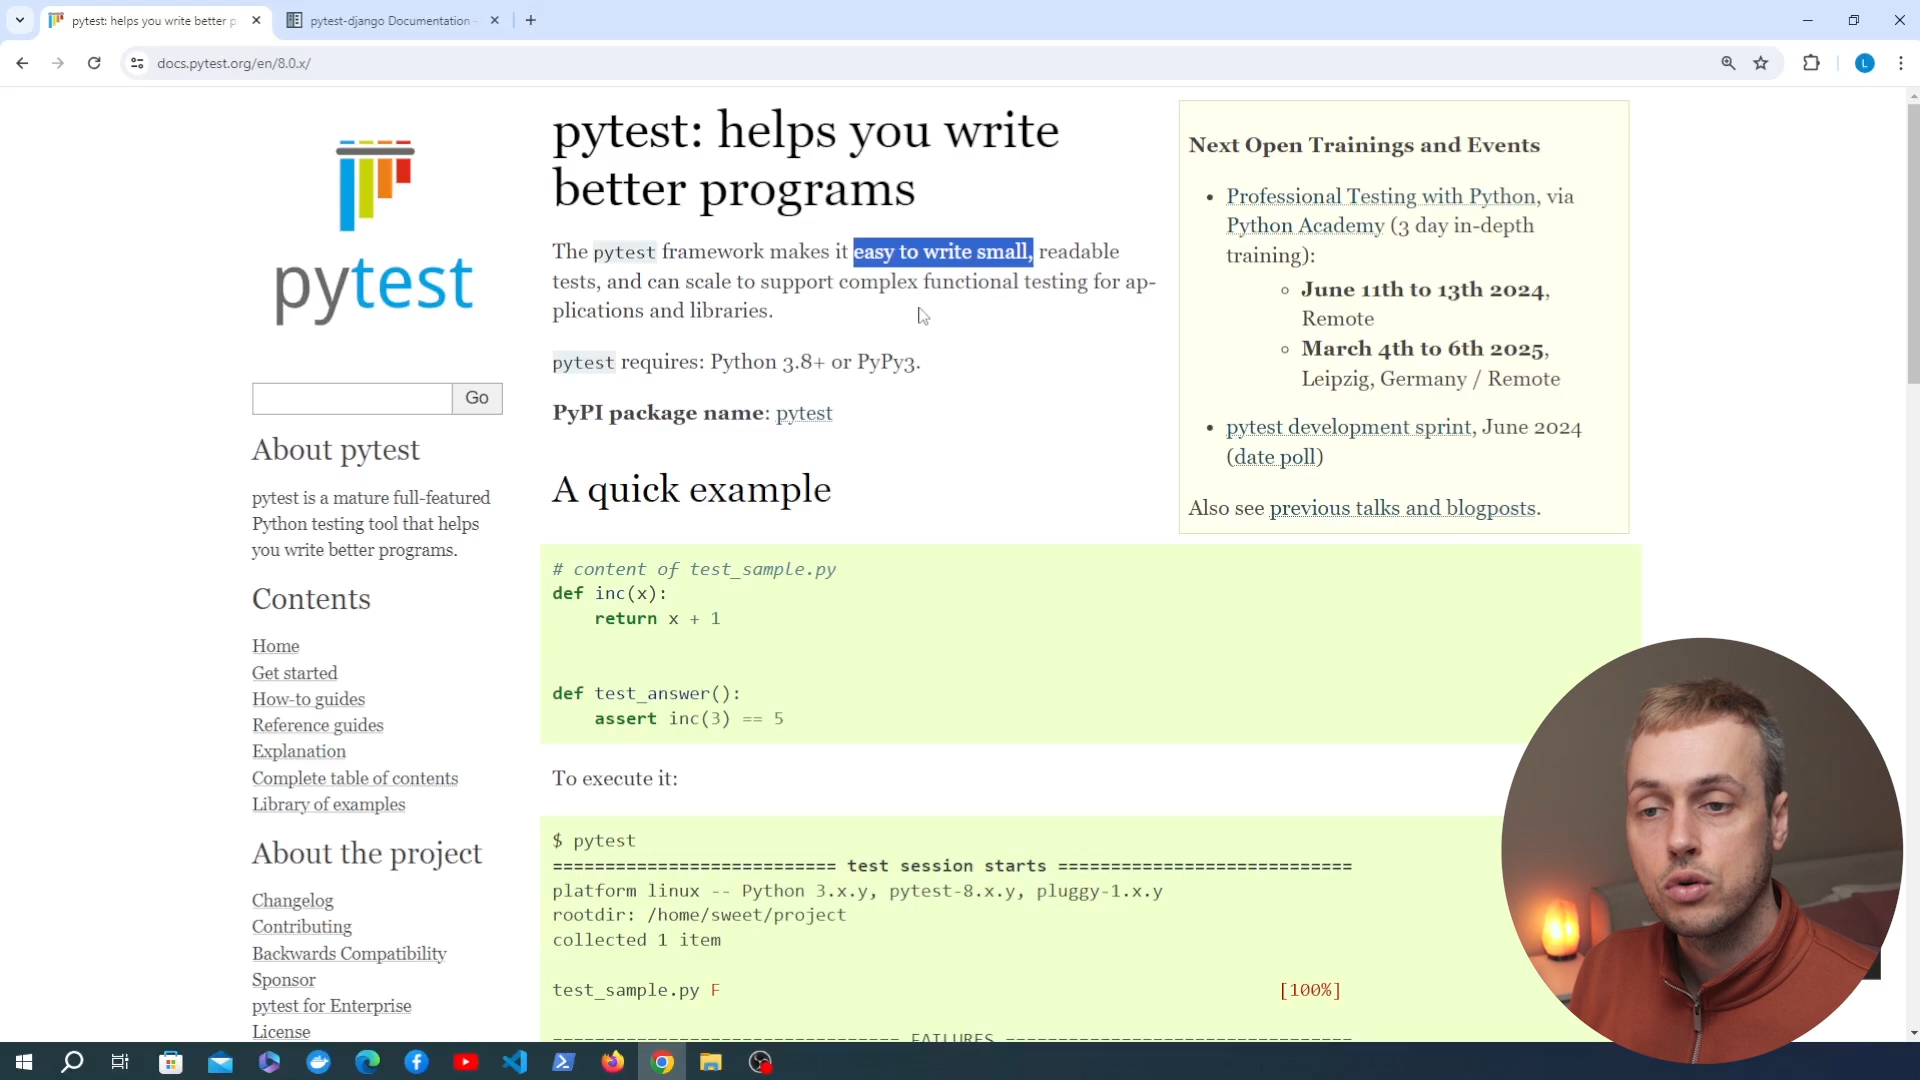 pytest: helps you write better p
pytest-django Documentation
docs.pytest.org/en/8.0.x/
L
pytest
Go
About pytest
pytest is a mature full-featured
Python testing tool that helps
you write better programs.
Contents
Home
Get started
How-to guides
Reference guides
Explanation
Complete table of contents
Library of examples
About the project
Changelog
Contributing
Backwards Compatibility
Sponsor
pytest for Enterprise
License
pytest: helps you write
better programs
The pytest framework makes it easy to write small, readable
tests, and can scale to support complex functional testing for ap-
plications and libraries.
pytest requires: Python 3.8+ or PyPy3.
PyPI package name: pytest
A quick example
# content of test_sample.py
def inc(x):
    return x + 1
def test_answer():
    assert inc(3) == 5
To execute it:
$ pytest
=========================== test session starts ============================
platform linux -- Python 3.x.y, pytest-8.x.y, pluggy-1.x.y
rootdir: /home/sweet/project
collected 1 item
test_sample.py F [100%]
================================= FAILURES =================================
Next Open Trainings and Events
• Professional Testing with Python, via
Python Academy (3 day in-depth
training):
◦ June 11th to 13th 2024,
Remote
◦ March 4th to 6th 2025,
Leipzig, Germany / Remote
• pytest development sprint, June 2024
(date poll)
Also see previous talks and blogposts.